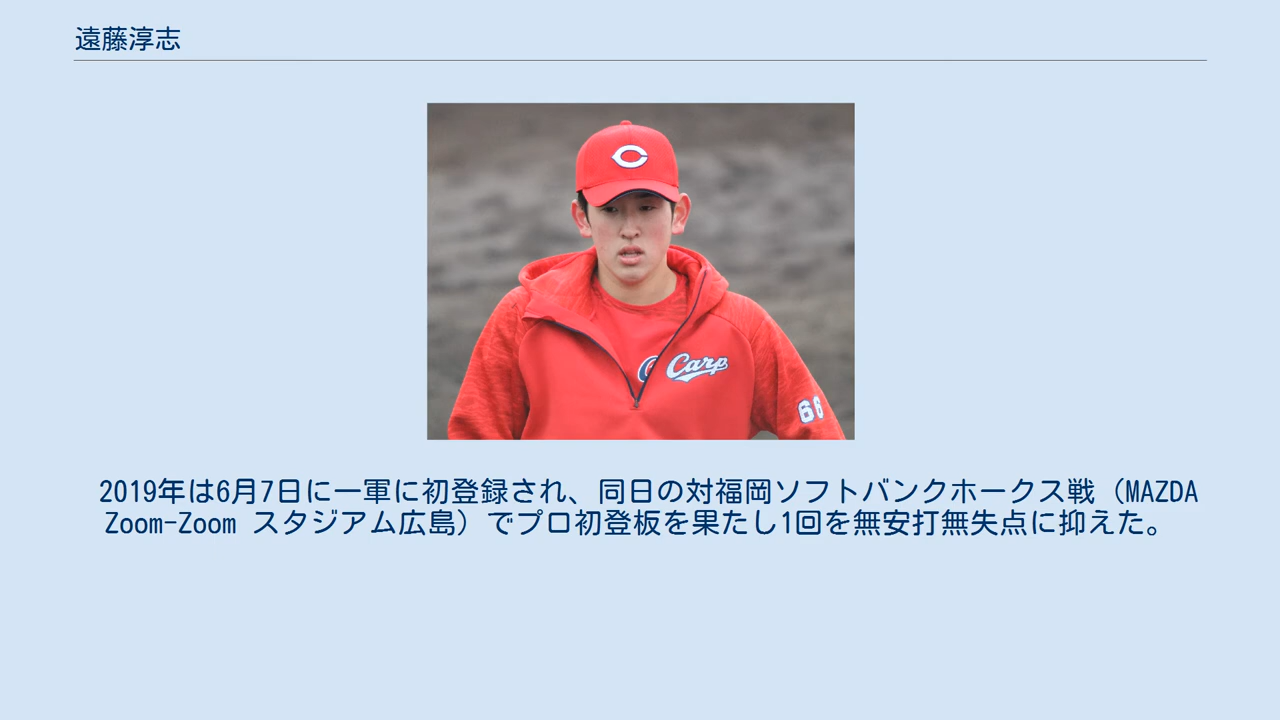 遠藤淳志
C
Carp
66
2019年は6月7日に一軍に初登録され、同日の対福岡ソフトバンクホークス戦（MAZDA
Zoom-Zoom スタジアム広島）でプロ初登板を果たし1回を無安打無失点に抑えた。